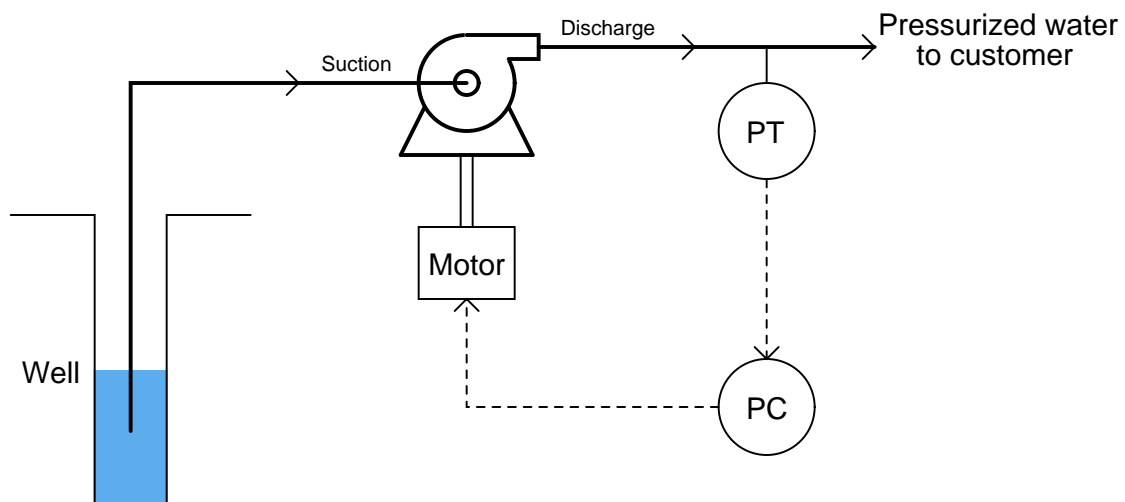 Pressurized water
to customer
Discharge
Suction
PT
Motor
Well
PC